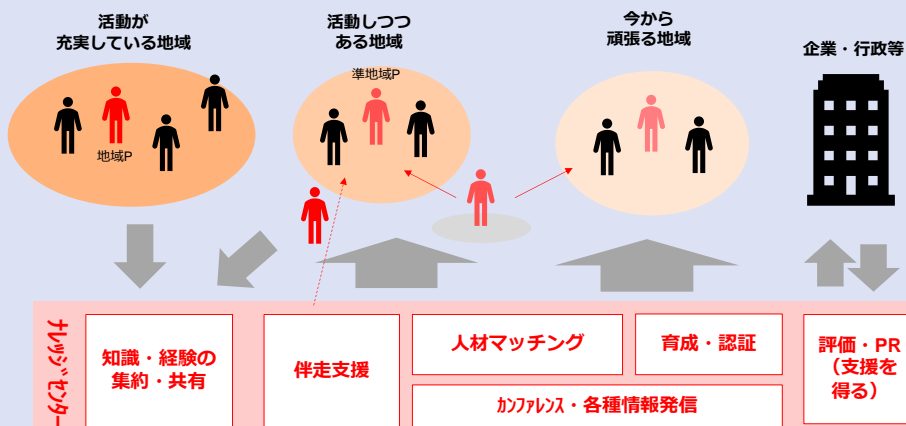 活動が
充実している地域
活動しつつ
ある地域
今から
頑張る地域
企業・行政等
地域P
準地域P
ナレッジセンター
知識・経験の
集約・共有
伴走支援
人材マッチング
育成・認証
カンファレンス・各種情報発信
評価・PR
（支援を
得る）